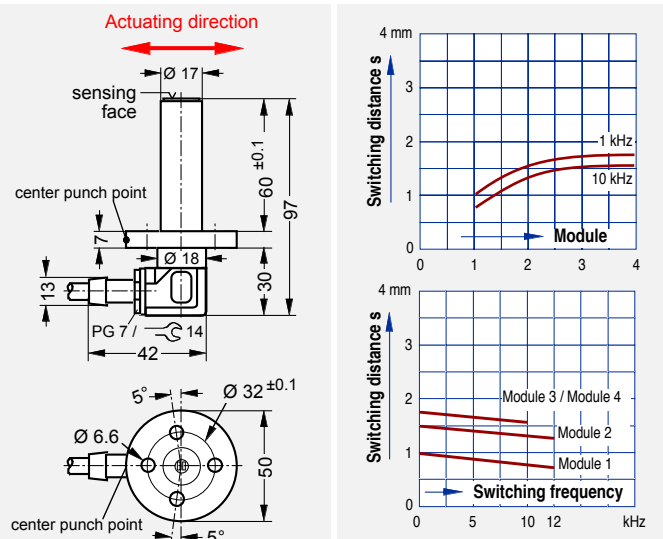 Actuating direction
Ø 17
sensing
face
center punch point
7
60 ±0.1
97
Ø 18
30
13
PG 7 / 14
42
5°
Ø 32 ±0.1
Ø 6.6
50
center punch point
5°
Switching distance s
4 mm
3
2
1
0
1 kHz
10 kHz
Module
0 1 2 3 4
Switching distance s
4 mm
3
2
1
0
Module 3 / Module 4
Module 2
Module 1
Switching frequency
0 5 10 12 kHz